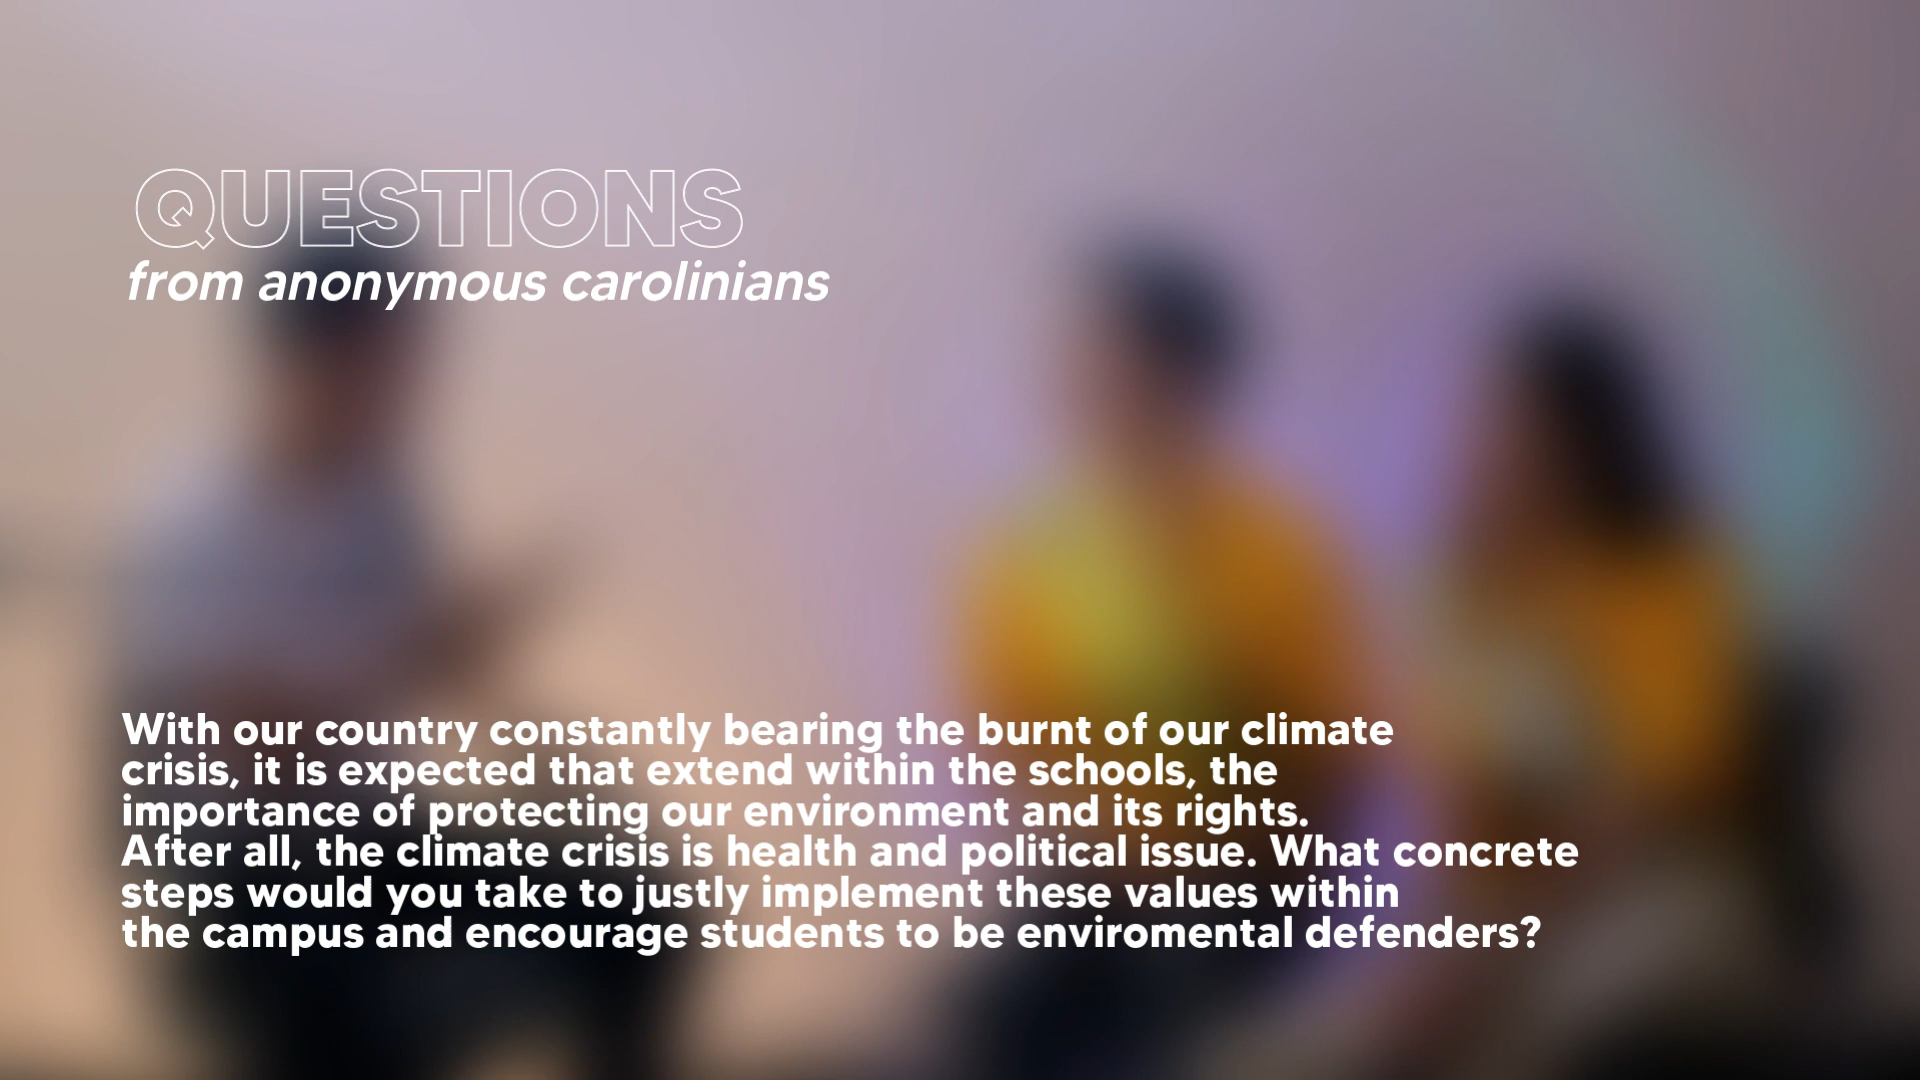 QUESTIONS
from anonymous carolinians
With our country constantly bearing the burnt of our climate
crisis, it is expected that extend within the schools, the
importance of protecting our environment and its rights.
After all, the climate crisis is health and political issue. What concrete
steps would you take to justly implement these values within
the campus and encourage students to be enviromental defenders?